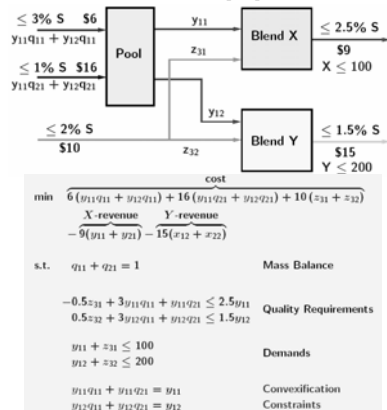 ≤ 3% S $6
y11q11 + y12q11
≤ 1% S $16
y11q21 + y12q21
Pool
y11
z31
Blend X
≤ 2.5% S
$9
X ≤ 100
≤ 2% S
$10
y12
z32
Blend Y
≤ 1.5% S
$15
Y ≤ 200
cost
min 6(y11q11 + y12q11) + 16(y11q21 + y12q21) + 10(z31 + z32)
X-revenue Y-revenue
− 9(y11 + y21) − 15(x12 + x22)
s.t. q11 + q21 = 1 Mass Balance
−0.5z31 + 3y11q11 + y11q21 ≤ 2.5y11
Quality Requirements
0.5z32 + 3y12q11 + y12q21 ≤ 1.5y12
y11 + z31 ≤ 100
Demands
y12 + z32 ≤ 200
y11q11 + y11q21 = y11 Convexification
y12q11 + y12q21 = y12 Constraints